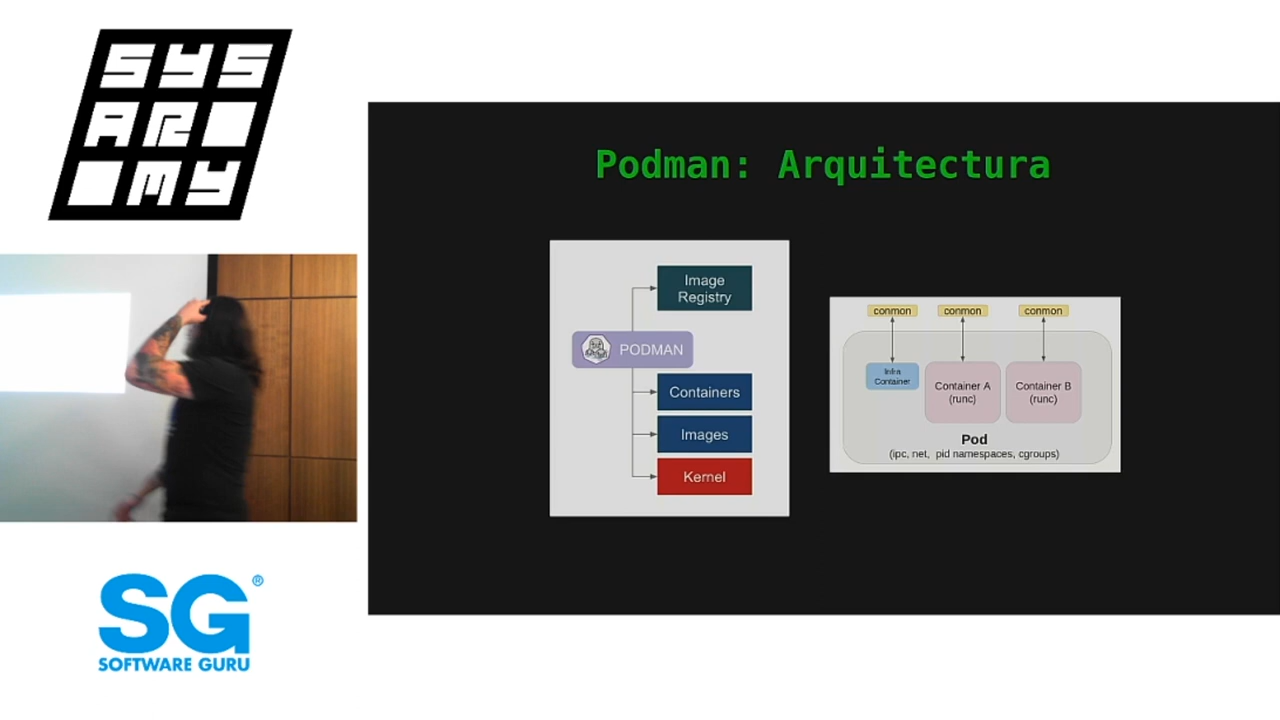 SYS
AR
MY
SG®
SOFTWARE GURU
Podman: Arquitectura
Image
Registry
PODMAN
Containers
Images
Kernel
conmon
conmon
conmon
Infra
Container
Container A
(runc)
Container B
(runc)
Pod
(ipc, net, pid namespaces, cgroups)